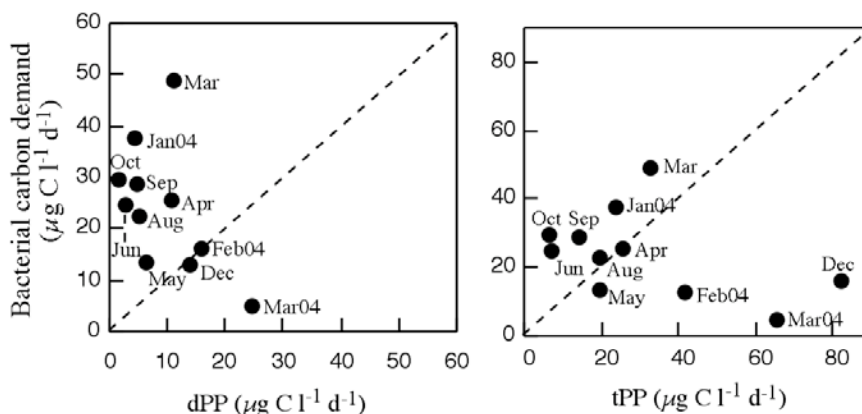 Bacterial carbon demand
(µg C l-1 d-1)
60
50
40
30
20
10
0
Mar
Jan04
Oct
Sep
Apr
Aug
Jun
May
Feb04
Dec
Mar04
0 10 20 30 40 50 60
dPP (µg C l-1 d-1)
80
60
40
20
0
Mar
Jan04
Oct Sep
Apr
Jun
Aug
May
Feb04
Dec
Mar04
0 20 40 60 80
tPP (µg C l-1 d-1)